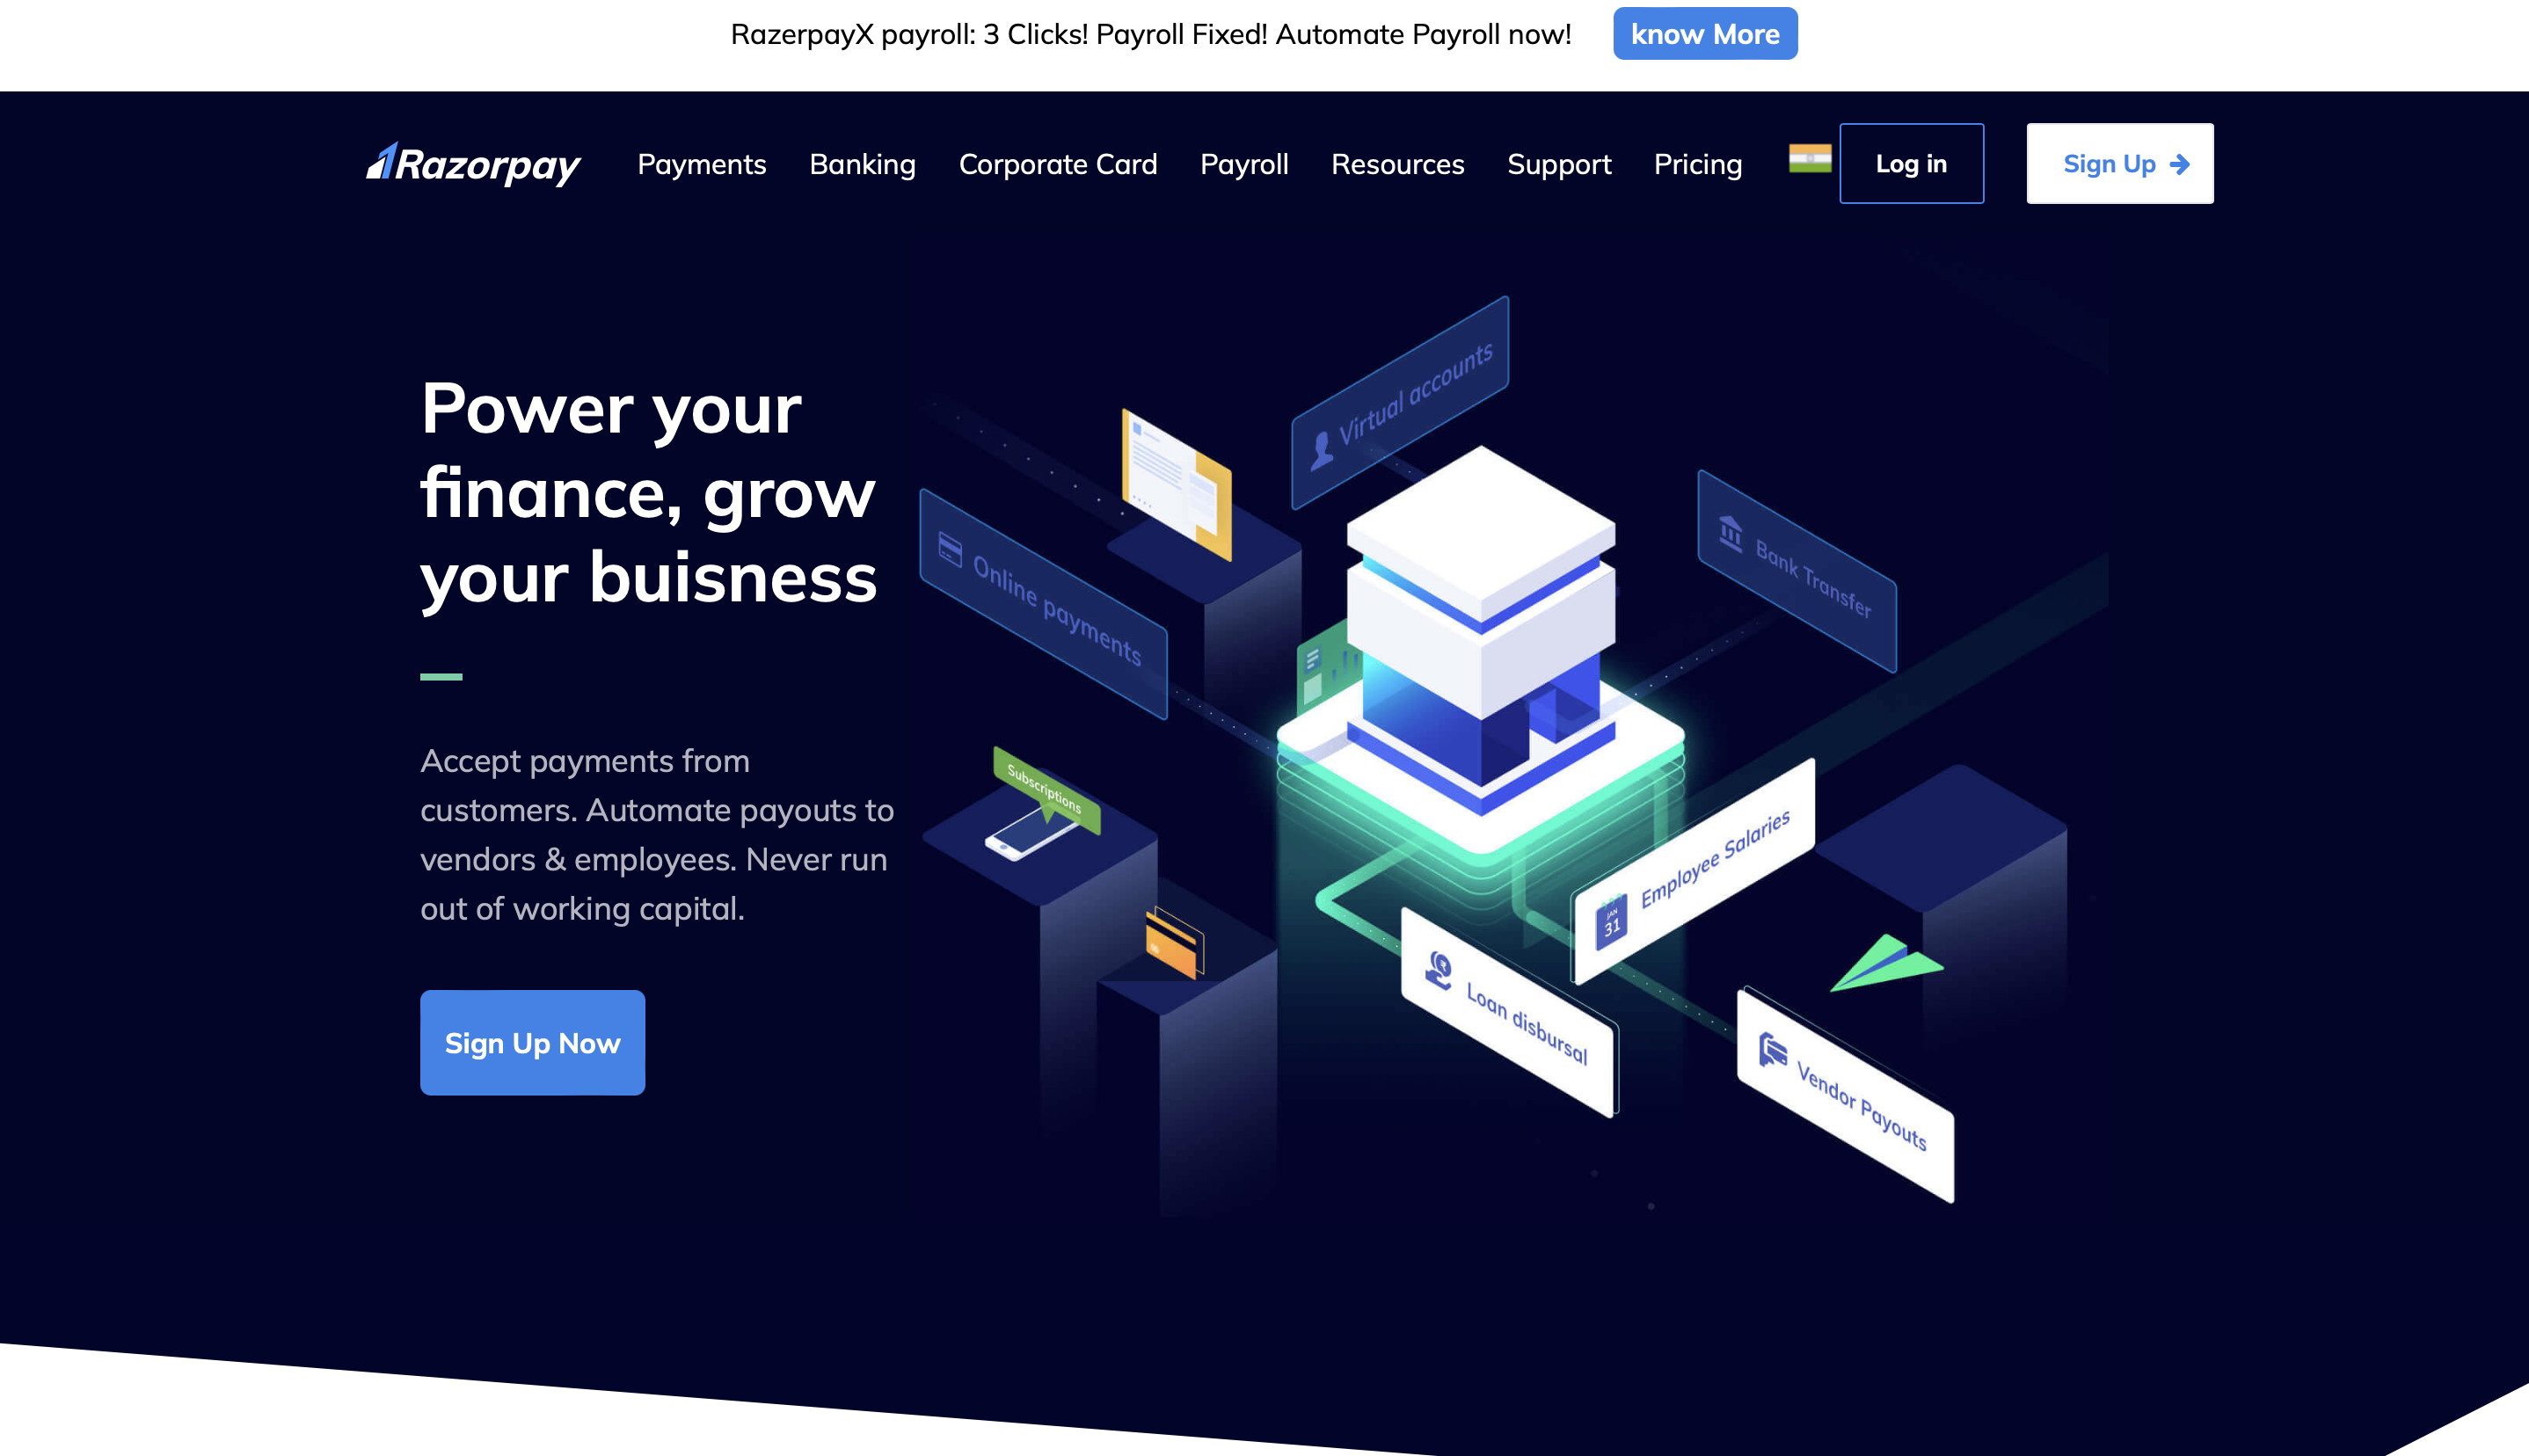 RazerpayX payroll: 3 Clicks! Payroll Fixed! Automate Payroll now! know More
Razorpay Payments Banking Corporate Card Payroll Resources Support Pricing Log in Sign Up
Power your
finance, grow
your buisness
Accept payments from
customers. Automate payouts to
vendors & employees. Never run
out of working capital.
Sign Up Now
Virtual accounts
Online payments
Bank Transfer
Subscriptions
JAN
31
Employee Salaries
Loan disbursal
Vendor Payouts